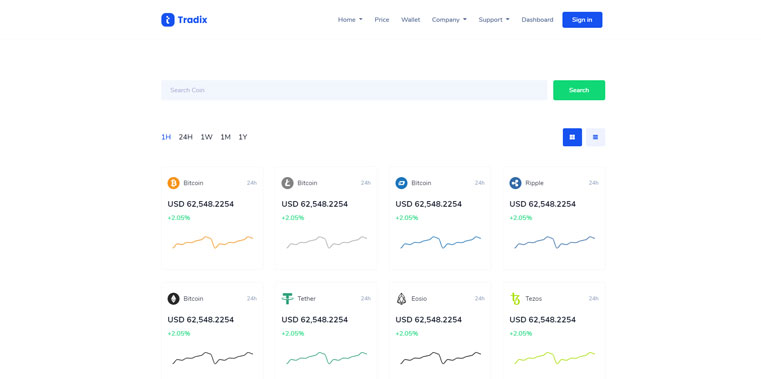 Tradix Home Price Wallet Company Support Dashboard Sign in
Search Coin Search
1H 24H 1W 1M 1Y
Bitcoin 24h Bitcoin 24h Bitcoin 24h Ripple 24h
USD 62,548.2254 USD 62,548.2254 USD 62,548.2254 USD 62,548.2254
+2.05% +2.05% +2.05% +2.05%
Bitcoin 24h Tether 24h Eosio 24h Tezos 24h
USD 62,548.2254 USD 62,548.2254 USD 62,548.2254 USD 62,548.2254
+2.05% +2.05% +2.05% +2.05%